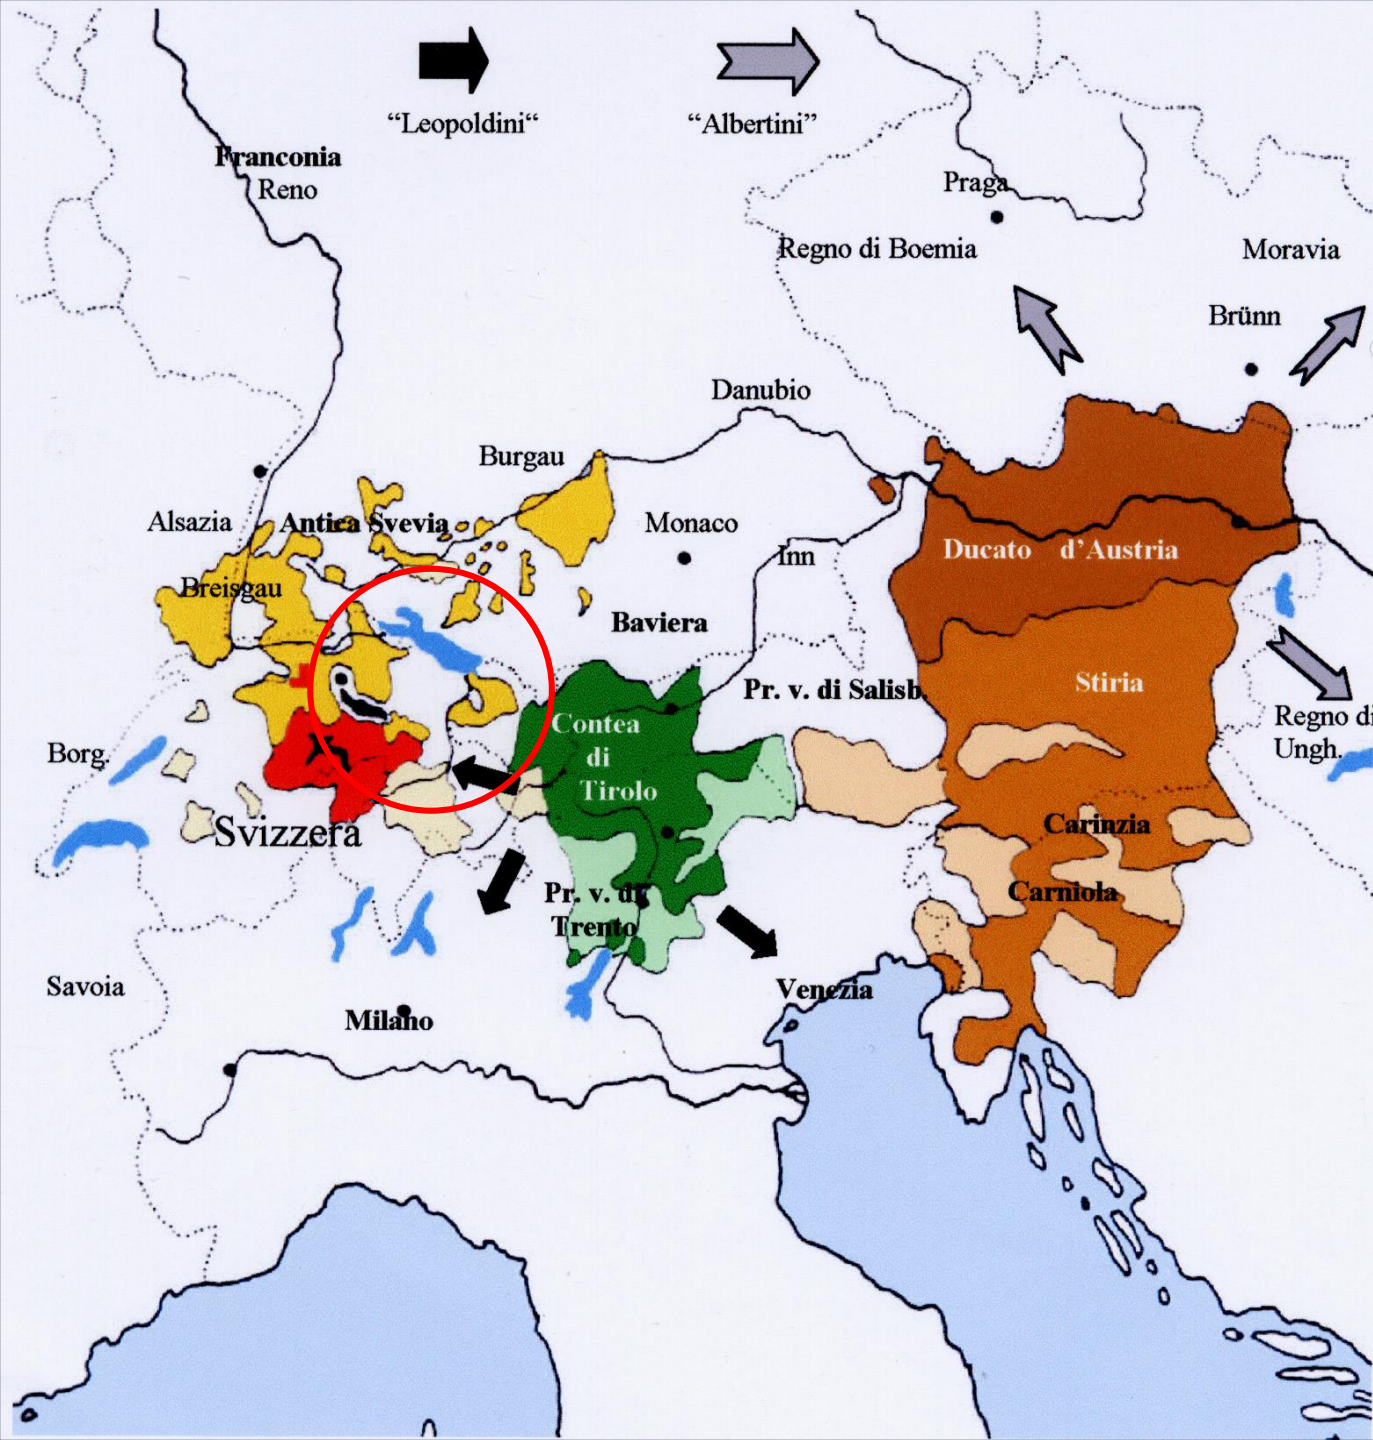 “Leopoldini“
“Albertini”
Franconia
Reno
Praga
Regno di Boemia
Moravia
Brünn
Danubio
Burgau
Alsazia
Antica Svevia
Monaco
Inn
Ducato d’Austria
Breisgau
Baviera
Stiria
Pr. v. di Salisb.
Contea
di
Tirolo
Regno di
Ungh.
Borg.
Svizzera
Carinzia
Carniola
Pr. v. di
Trento
Savoia
Venezia
Milano